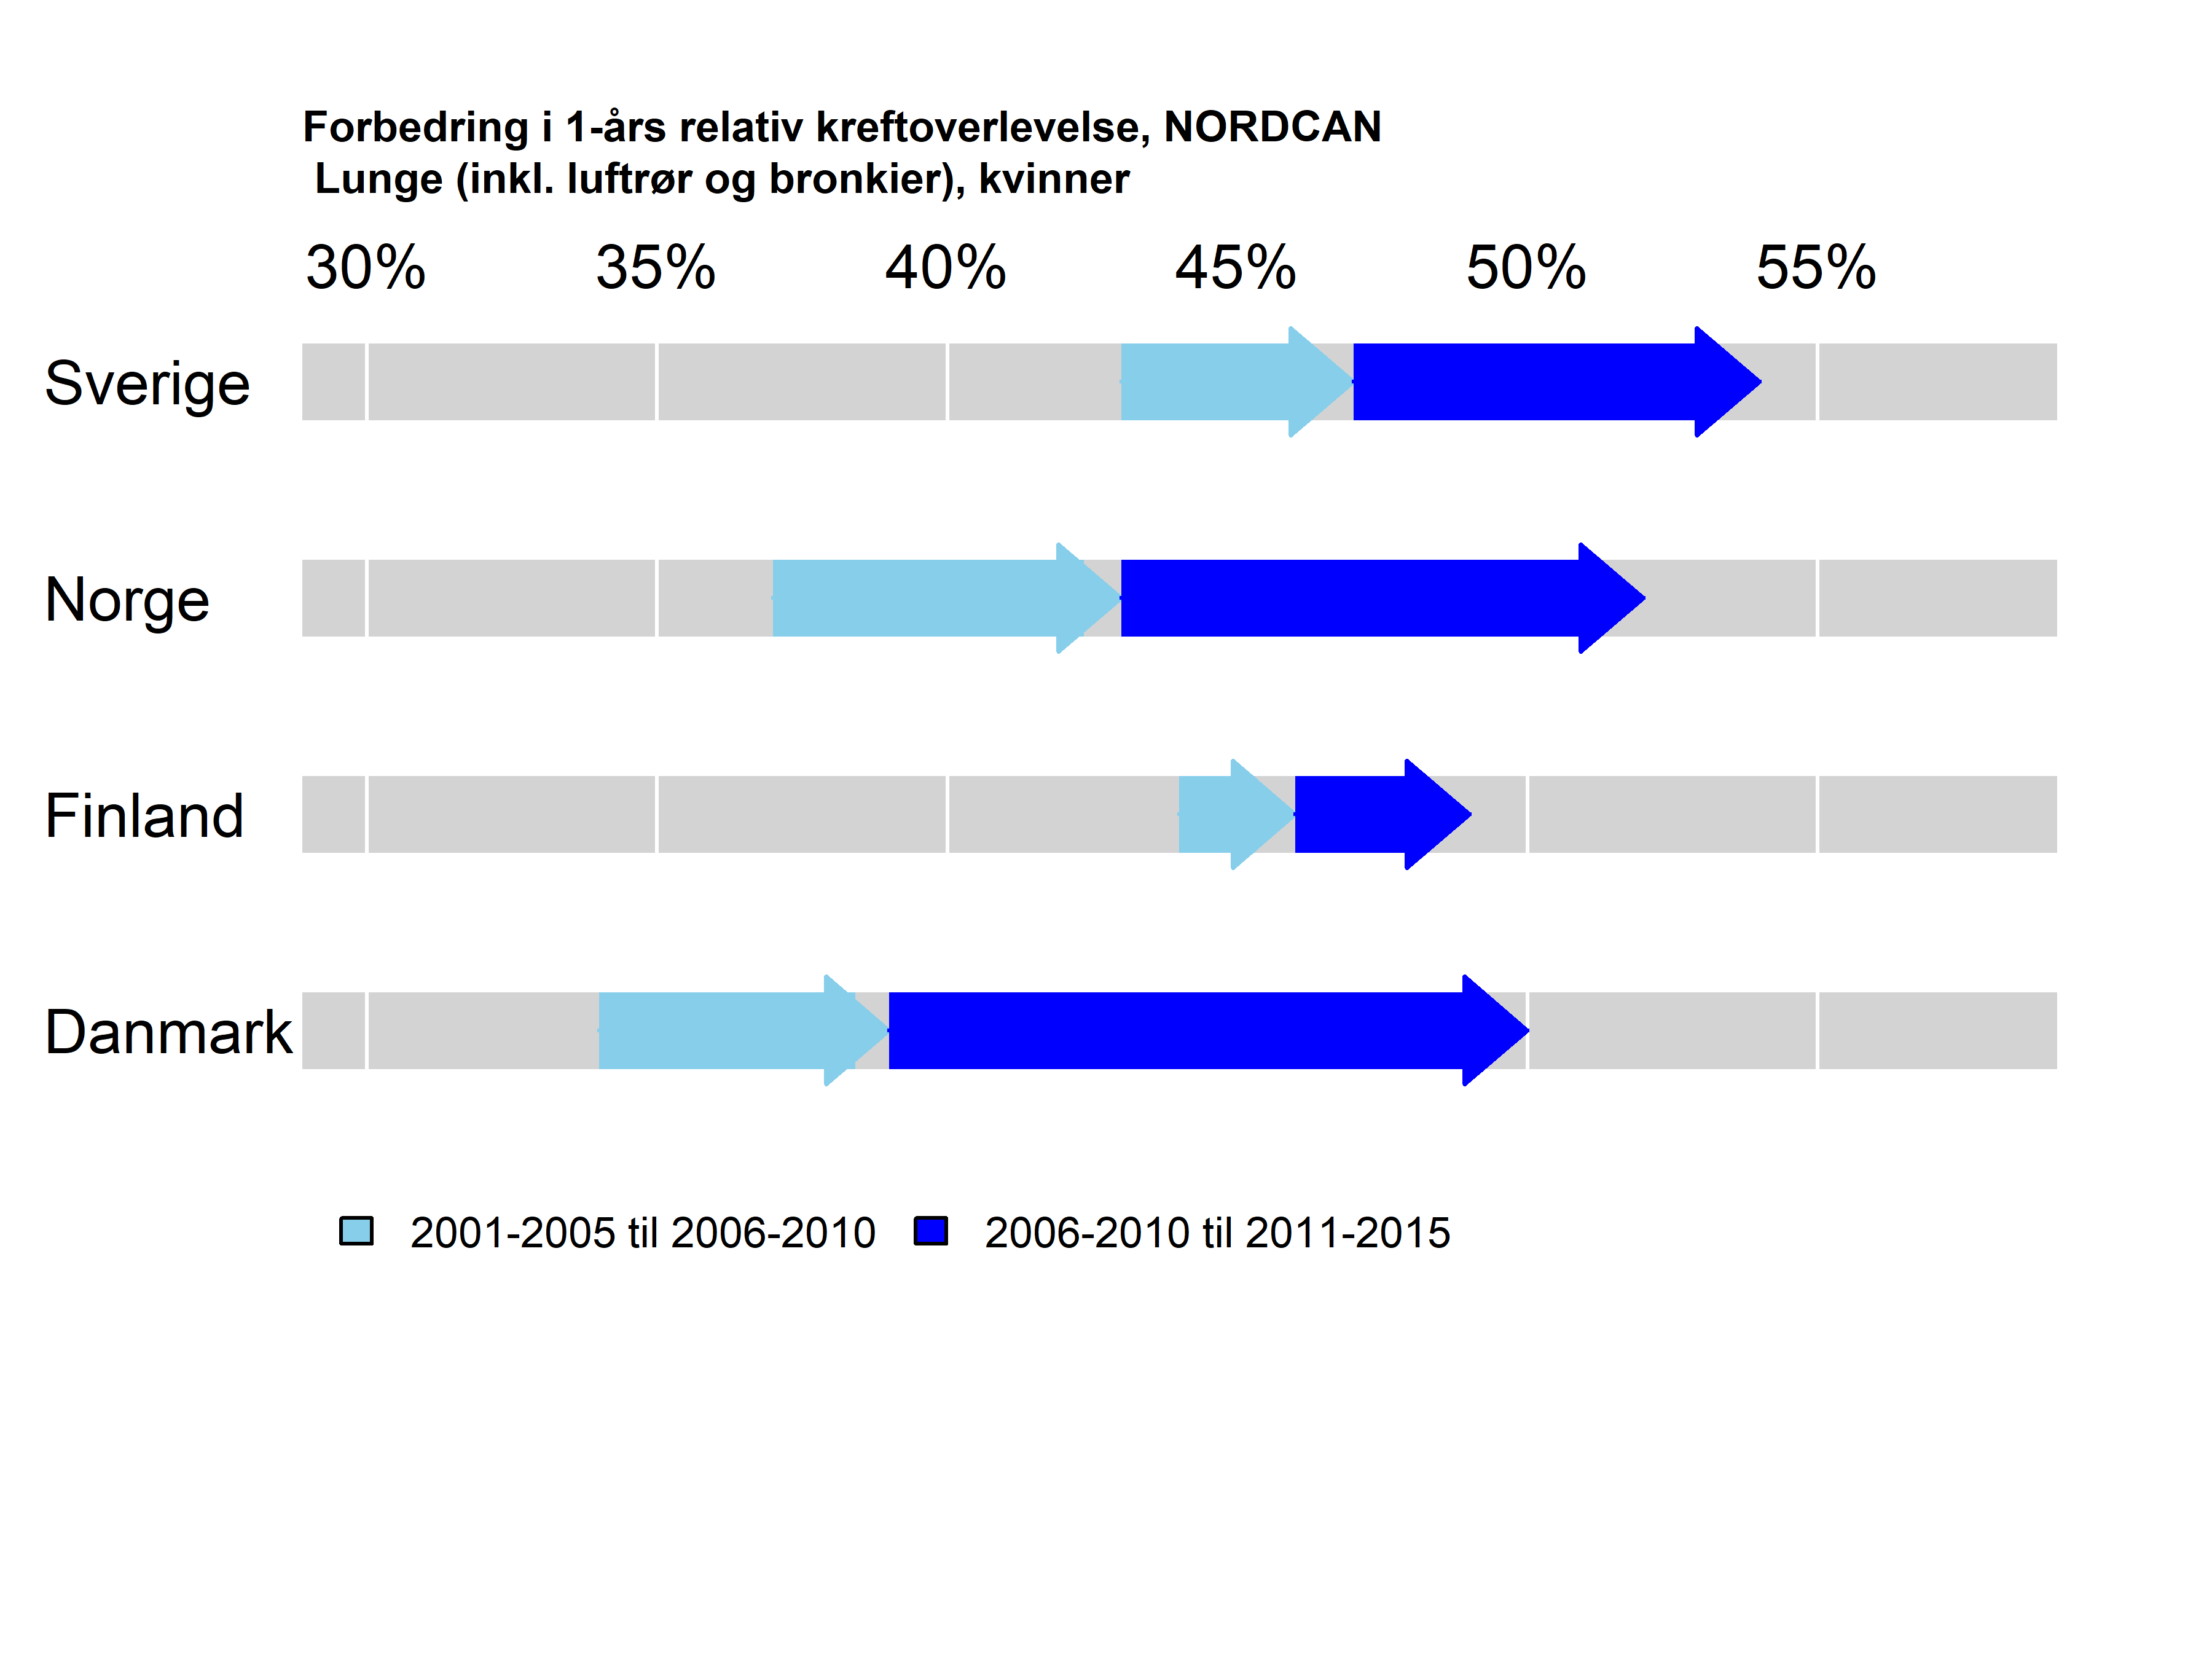 Forbedring i 1-års relativ kreftoverlevelse, NORDCAN
Lunge (inkl. luftrør og bronkier), kvinner
30% 35% 40% 45% 50% 55%
Sverige
Norge
Finland
Danmark
2001-2005 til 2006-2010 2006-2010 til 2011-2015